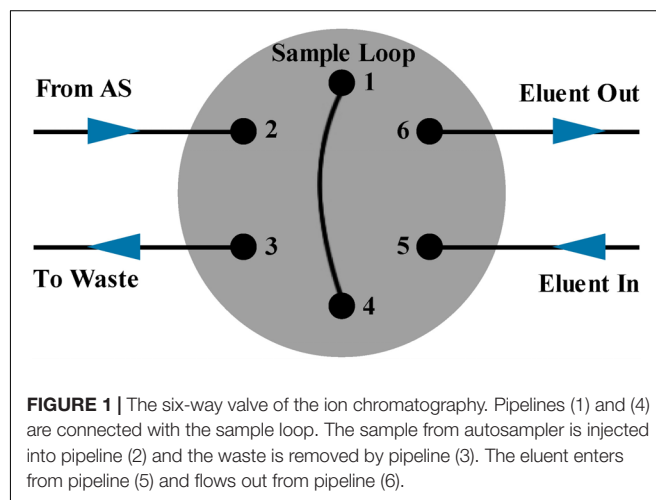 Sample Loop
1
From AS
Eluent Out
2
6
3
5
To Waste
Eluent In
4
FIGURE 1 | The six-way valve of the ion chromatography. Pipelines (1) and (4)
are connected with the sample loop. The sample from autosampler is injected
into pipeline (2) and the waste is removed by pipeline (3). The eluent enters
from pipeline (5) and flows out from pipeline (6).